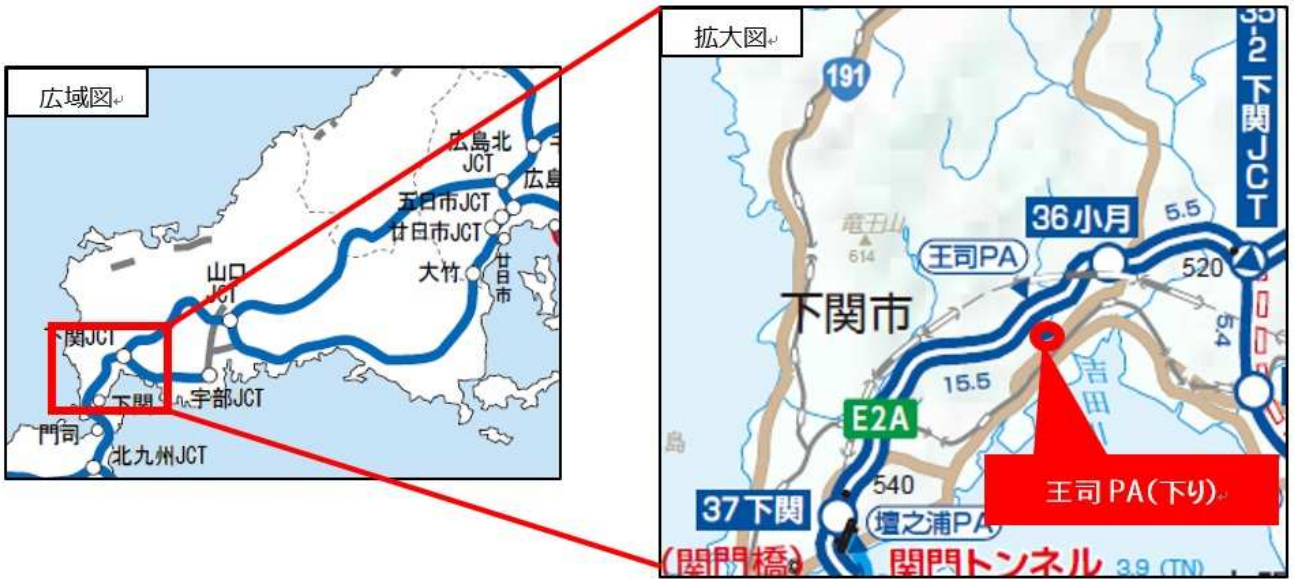 広域図
広島北
JCT
広島
五日市JCT
廿日市JCT
廿日市
大竹
山口
JCT
下関JCT
宇部JCT
下関
門司
北九州JCT
拡大図
191
35-2 下関JCT
36 小月
5.5
竜王山
614
王司PA
520
下関市
5.4
15.5
吉田
E2A
島
王司PA(下り)
540
37 下関
壇之浦PA
(関門橋)
関門トンネル 3.9 (TN)